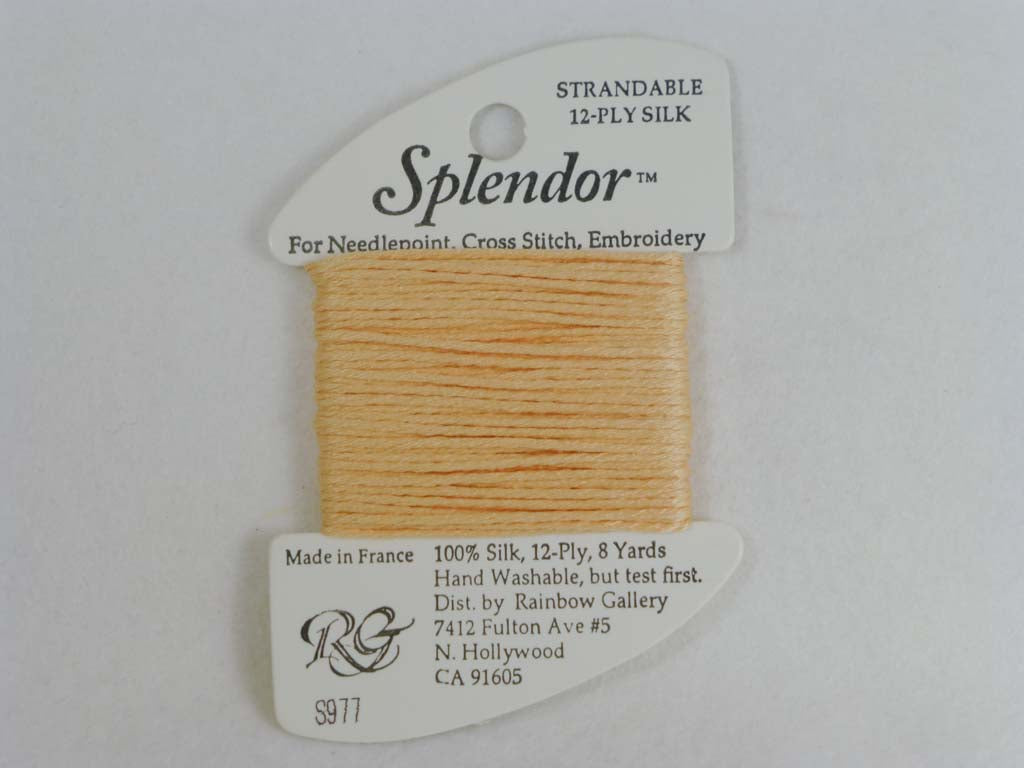 STRANDABLE
12-PLY SILK
Splendor™
For Needlepoint, Cross Stitch, Embroidery
Made in France
100% Silk, 12-Ply, 8 Yards
Hand Washable, but test first.
Dist. by Rainbow Gallery
7412 Fulton Ave #5
N. Hollywood
CA 91605
RG
S977